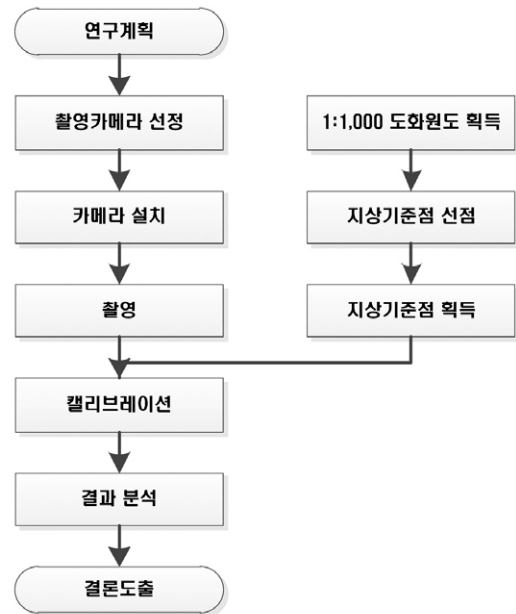 연구계획
촬영카메라 선정
1:1,000 도화원도 획득
카메라 설치
지상기준점 선점
촬영
지상기준점 획득
캘리브레이션
결과 분석
결론도출